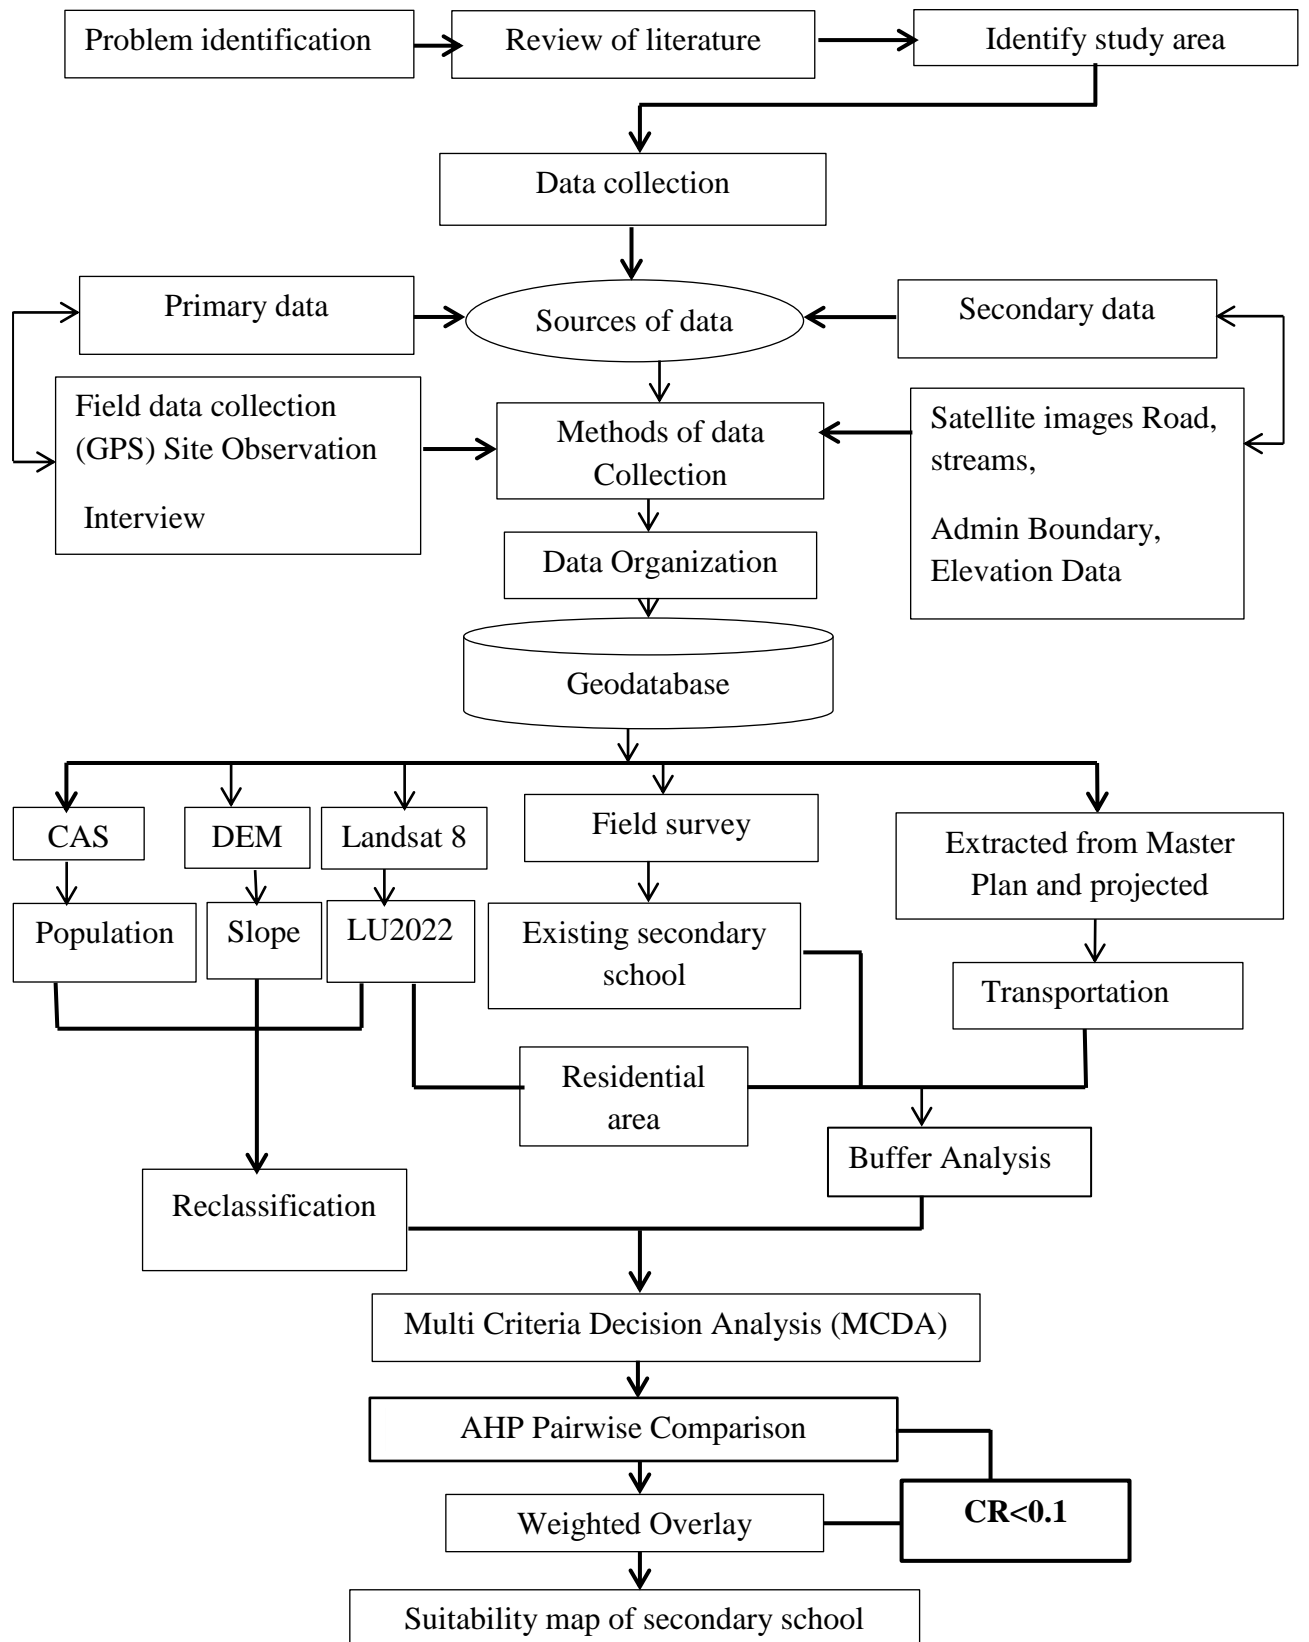 Problem identification
Review of literature
Identify study area
Data collection
Primary data
Sources of data
Secondary data
Field data collection
(GPS) Site Observation
Interview
Methods of data
Collection
Satellite images Road,
streams,
Admin Boundary,
Elevation Data
Data Organization
Geodatabase
CAS
DEM
Landsat 8
Field survey
Extracted from Master
Plan and projected
Population
Slope
LU2022
Existing secondary
school
Transportation
Residential
area
Buffer Analysis
Reclassification
Multi Criteria Decision Analysis (MCDA)
AHP Pairwise Comparison
CR<0.1
Weighted Overlay
Suitability map of secondary school